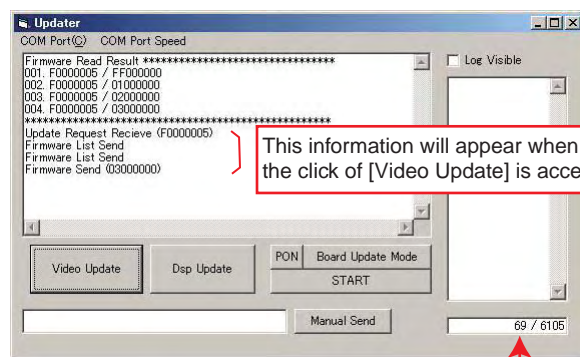 Updater
COM Port(C) COM Port Speed
Firmware Read Result **********************************
001. F0000005 / FF000000
002. F0000005 / 01000000
003. F0000005 / 02000000
004. F0000005 / 03000000
*******************************************************
Update Request Recieve (F0000005)
Firmware List Send
Firmware List Send
Firmware Send (03000000)
Log Visible
This information will appear when
the click of [Video Update] is acce
Video Update
Dsp Update
PON
Board Update Mode
START
Manual Send
69 / 6105